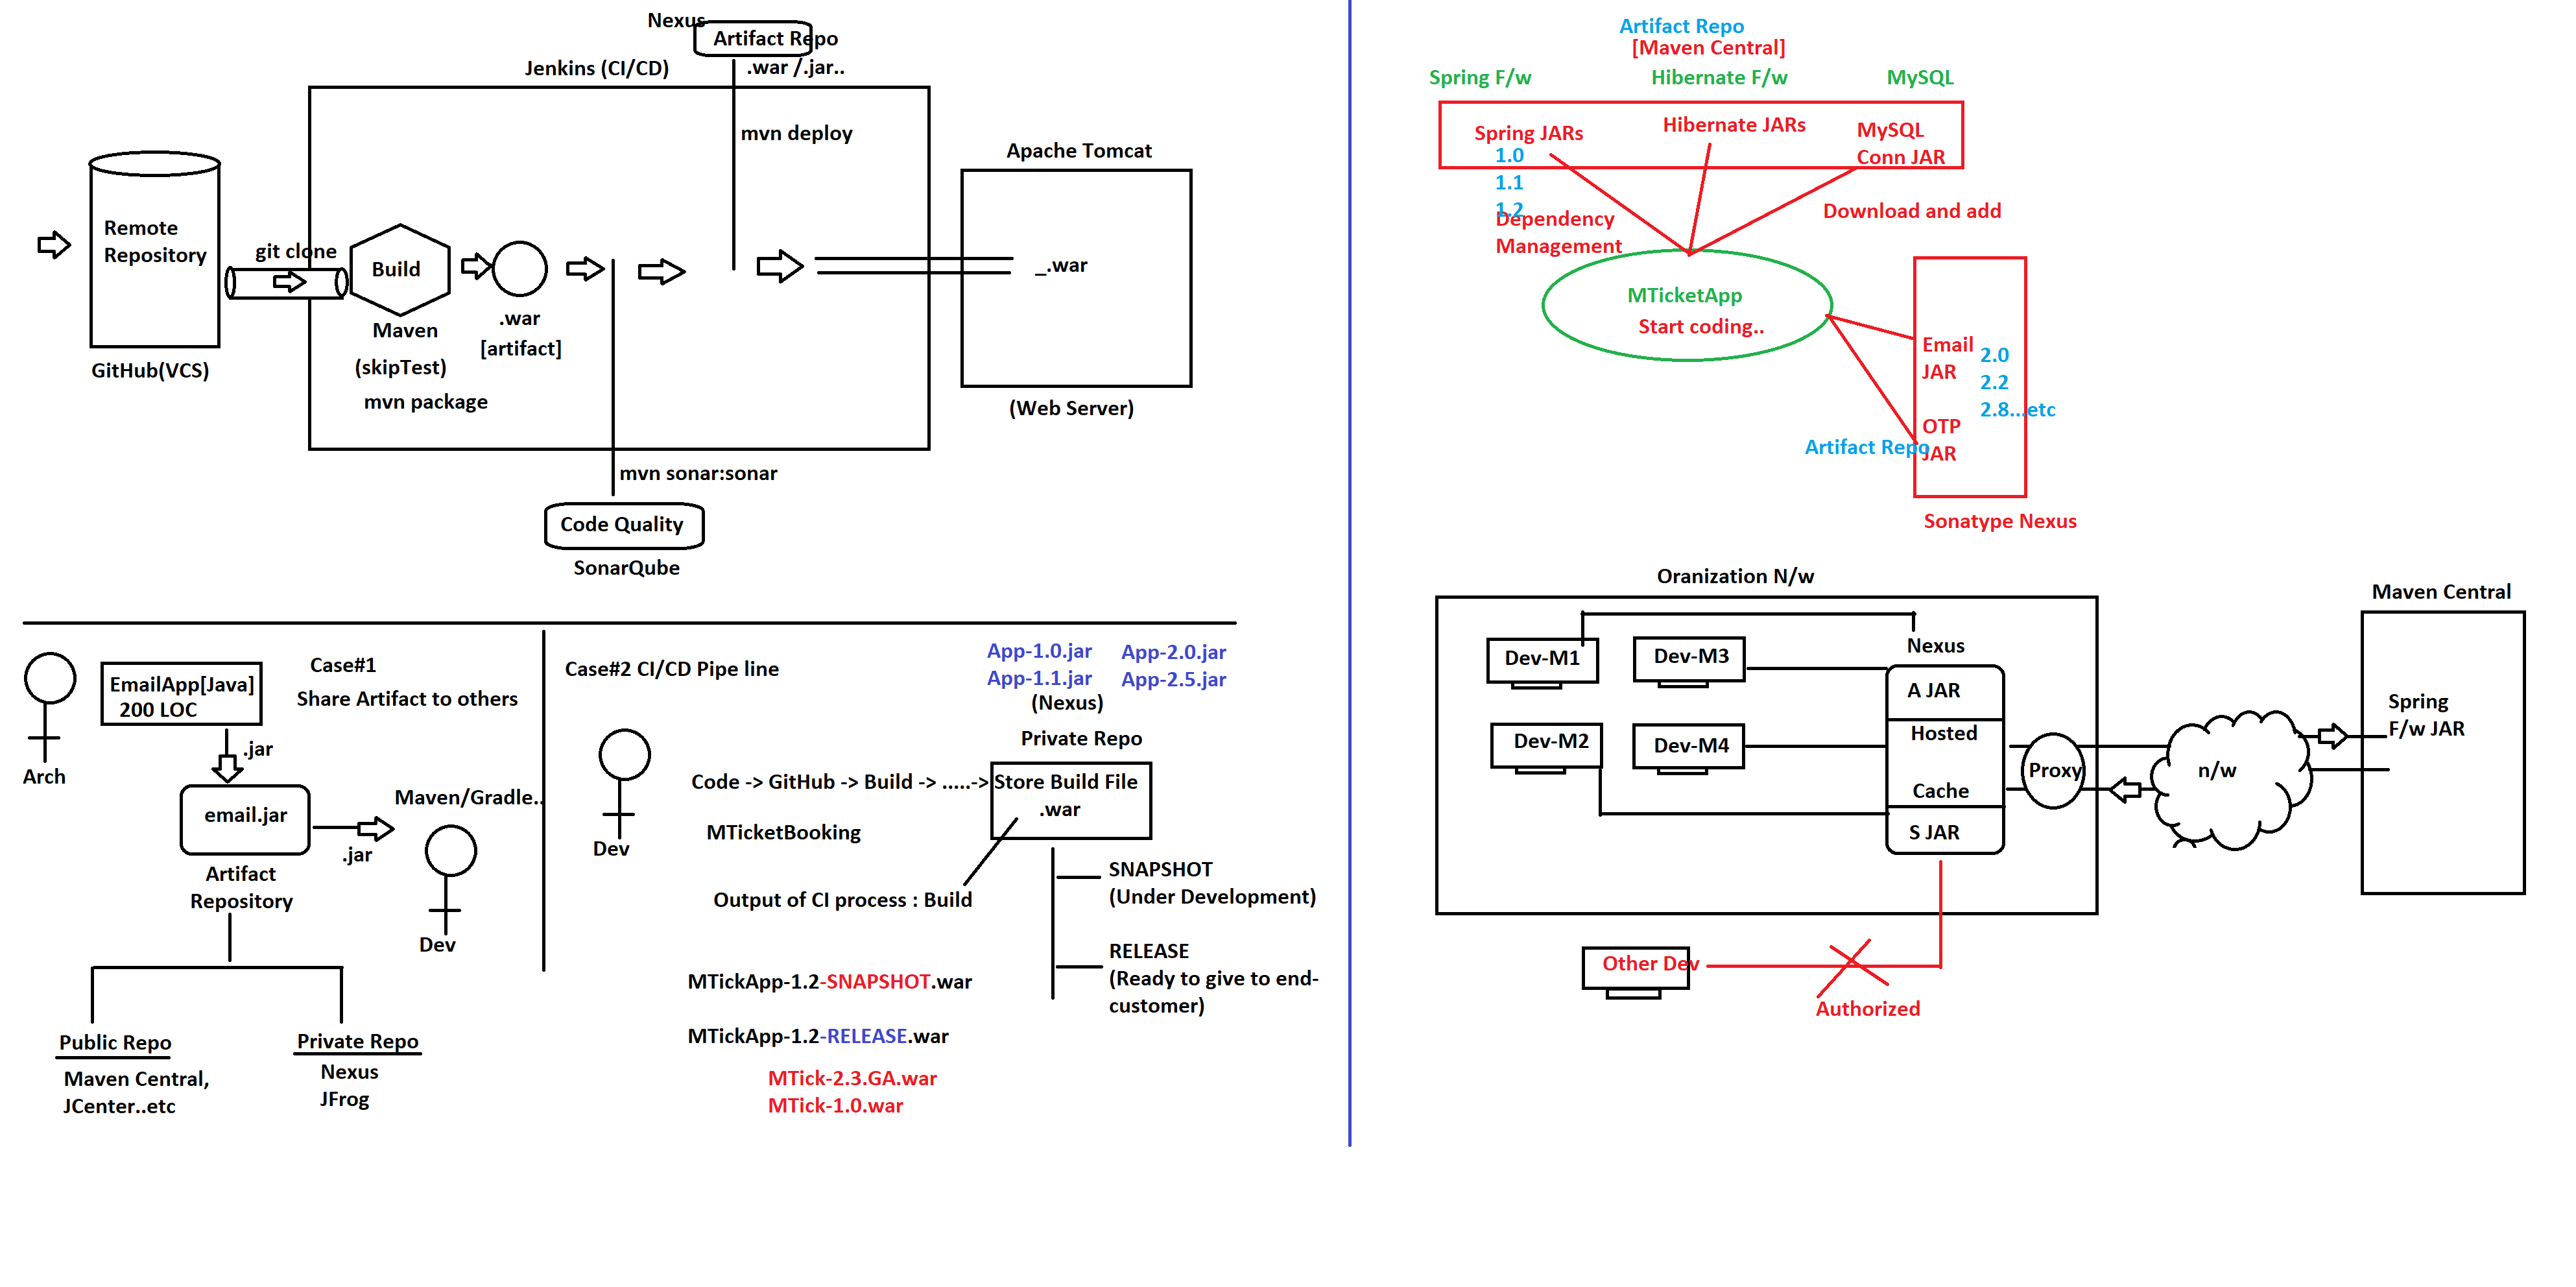 Nexus
Artifact Repo
.war /.jar..
Jenkins (CI/CD)
mvn deploy
Apache Tomcat
Remote
Repository
git clone
Build
_.war
Maven
.war
[artifact]
(skipTest)
mvn package
GitHub(VCS)
(Web Server)
mvn sonar:sonar
Code Quality
SonarQube
Case#1
Share Artifact to others
EmailApp[Java]
200 LOC
.jar
Arch
email.jar
Maven/Gradle..
.jar
Artifact
Repository
Dev
Public Repo
Maven Central,
JCenter..etc
Private Repo
Nexus
JFrog
Case#2 CI/CD Pipe line
App-1.0.jar
App-1.1.jar
App-2.0.jar
App-2.5.jar
(Nexus)
Private Repo
Code -> GitHub -> Build -> .....->
Store Build File
.war
MTicketBooking
Dev
Output of CI process : Build
SNAPSHOT
(Under Development)
RELEASE
(Ready to give to end-
customer)
MTickApp-1.2-SNAPSHOT.war
MTickApp-1.2-RELEASE.war
MTick-2.3.GA.war
MTick-1.0.war
Artifact Repo
[Maven Central]
Spring F/w
Hibernate F/w
MySQL
Spring JARs
1.0
1.1
1.2
Hibernate JARs
MySQL
Conn JAR
Dependency
Management
Download and add
MTicketApp
Start coding..
Email
JAR
2.0
2.2
2.8...etc
OTP
JAR
Artifact Repo
Sonatype Nexus
Oranization N/w
Maven Central
Dev-M1
Dev-M3
Nexus
A JAR
Hosted
Dev-M2
Dev-M4
Cache
S JAR
Proxy
n/w
Spring
F/w JAR
Other Dev
Authorized